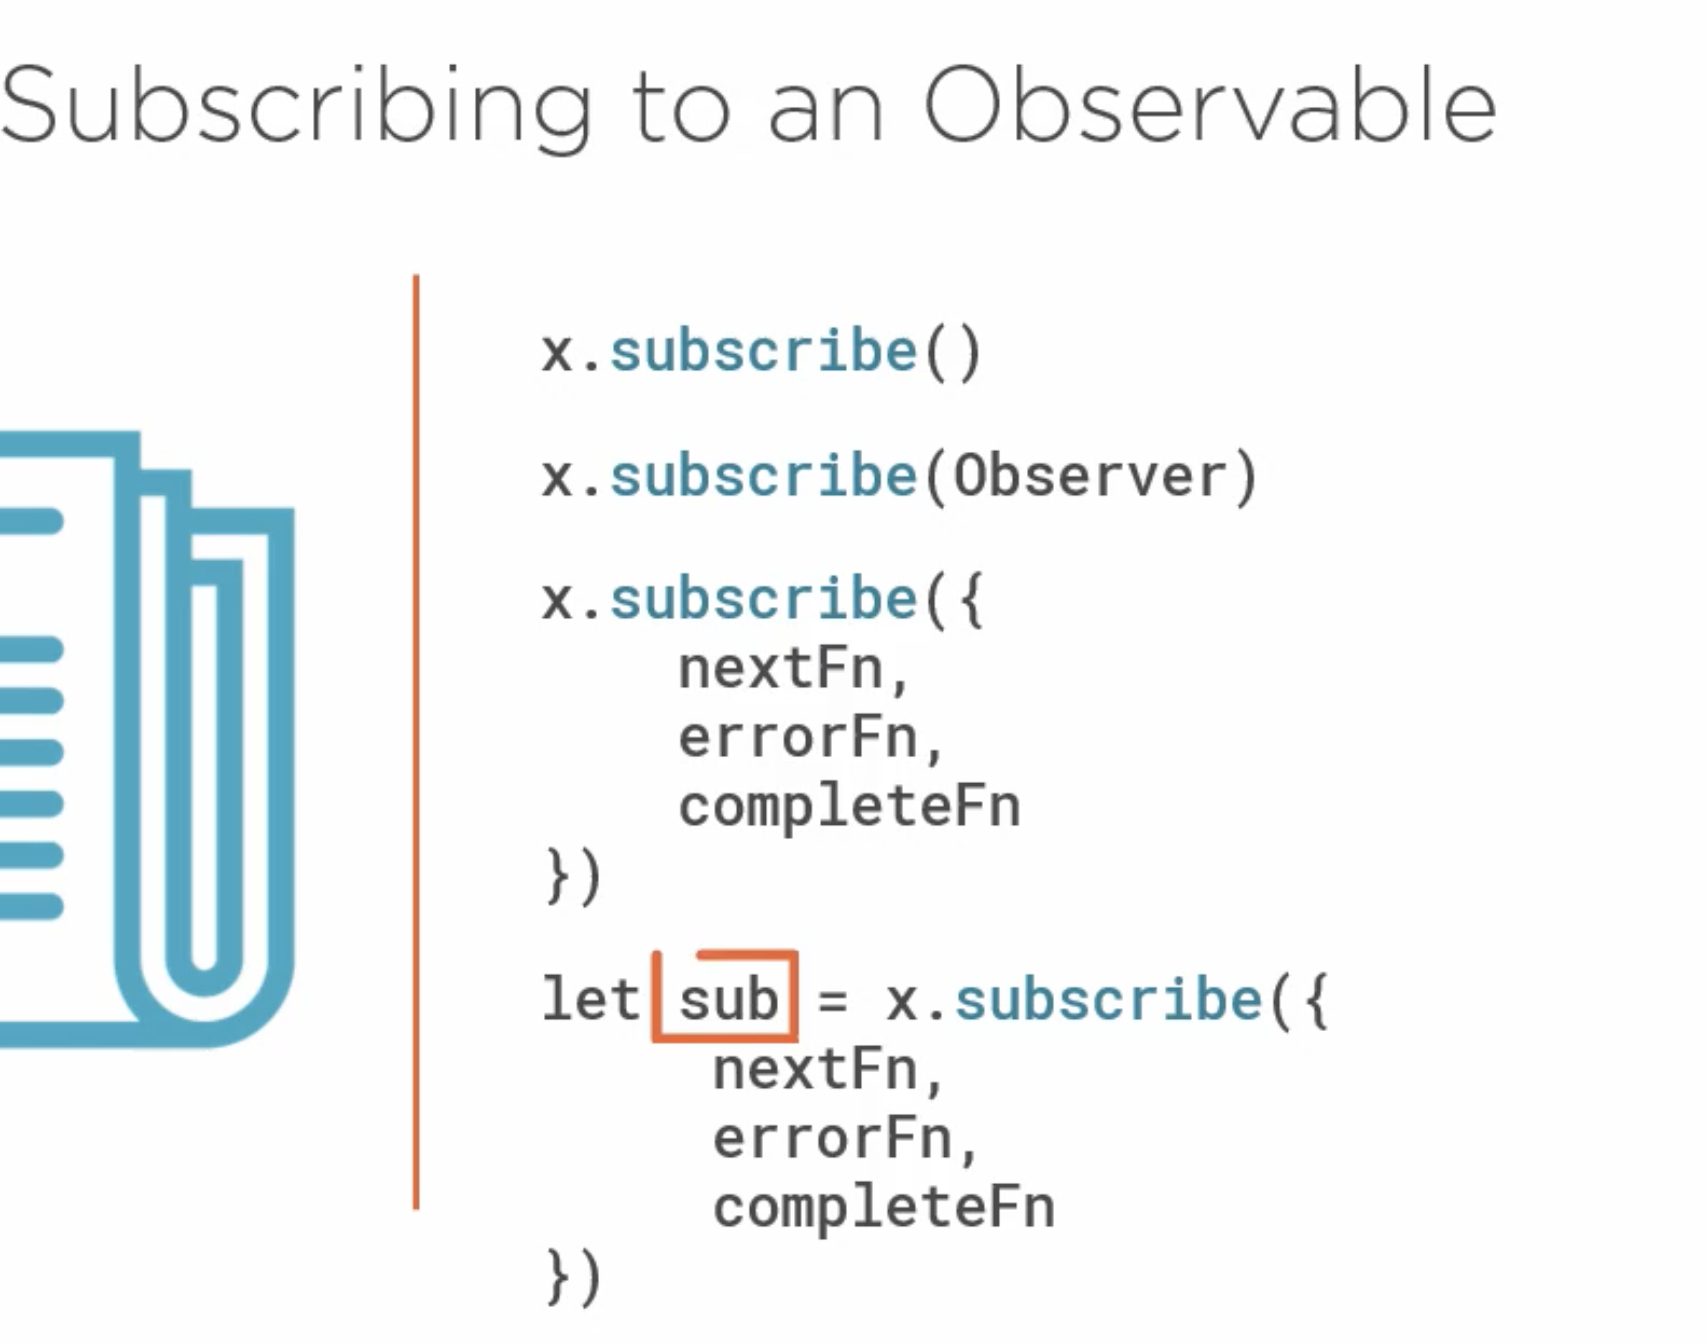 Subscribing to an Observable
x.subscribe()
x.subscribe(Observer)
x.subscribe({
nextFn,
errorFn,
completeFn
})
let sub = x.subscribe({
nextFn,
errorFn,
completeFn
})